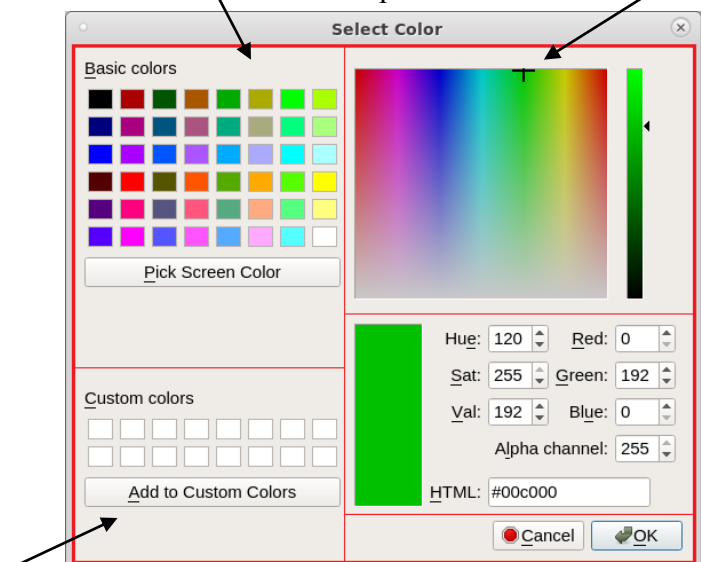 Select Color
Basic colors
Pick Screen Color
Custom colors
Add to Custom Colors
Hue: 120 Red: 0
Sat: 255 Green: 192
Val: 192 Blue: 0
Alpha channel: 255
HTML: #00c000
Cancel OK